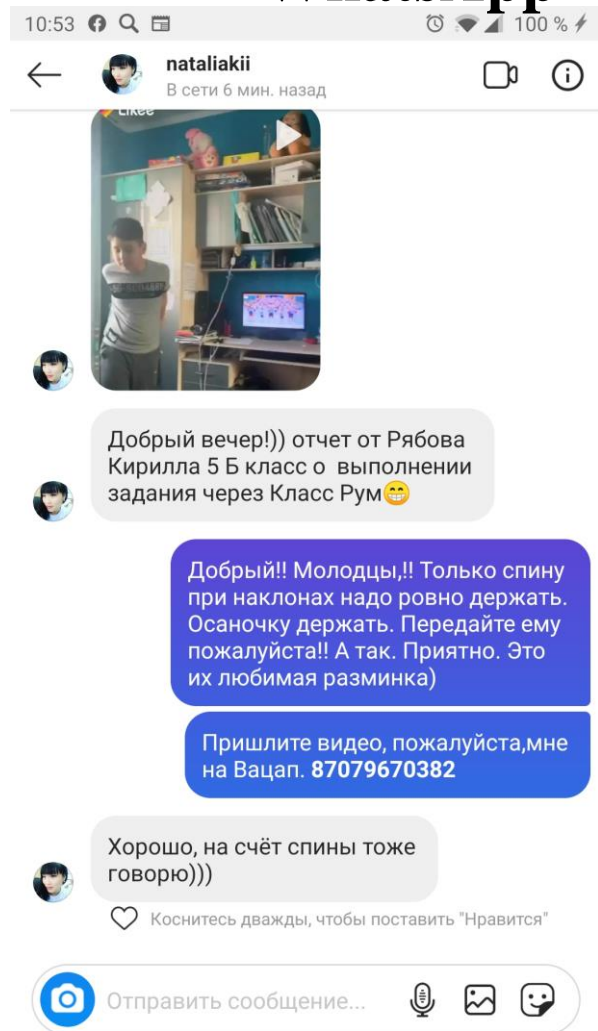 WhatsApp
10:53
100 %
nataliakii
В сети 6 мин. назад
Likee
Добрый вечер!)) отчет от Рябова
Кирилла 5 Б класс о выполнении
задания через Класс Рум😁
Добрый!! Молодцы,!! Только спину
при наклонах надо ровно держать.
Осаночку держать. Передайте ему
пожалуйста!! А так. Приятно. Это
их любимая разминка)
Пришлите видео, пожалуйста,мне
на Вацап. 87079670382
Хорошо, на счёт спины тоже
говорю)))
Коснитесь дважды, чтобы поставить "Нравится"
Отправить сообщение...